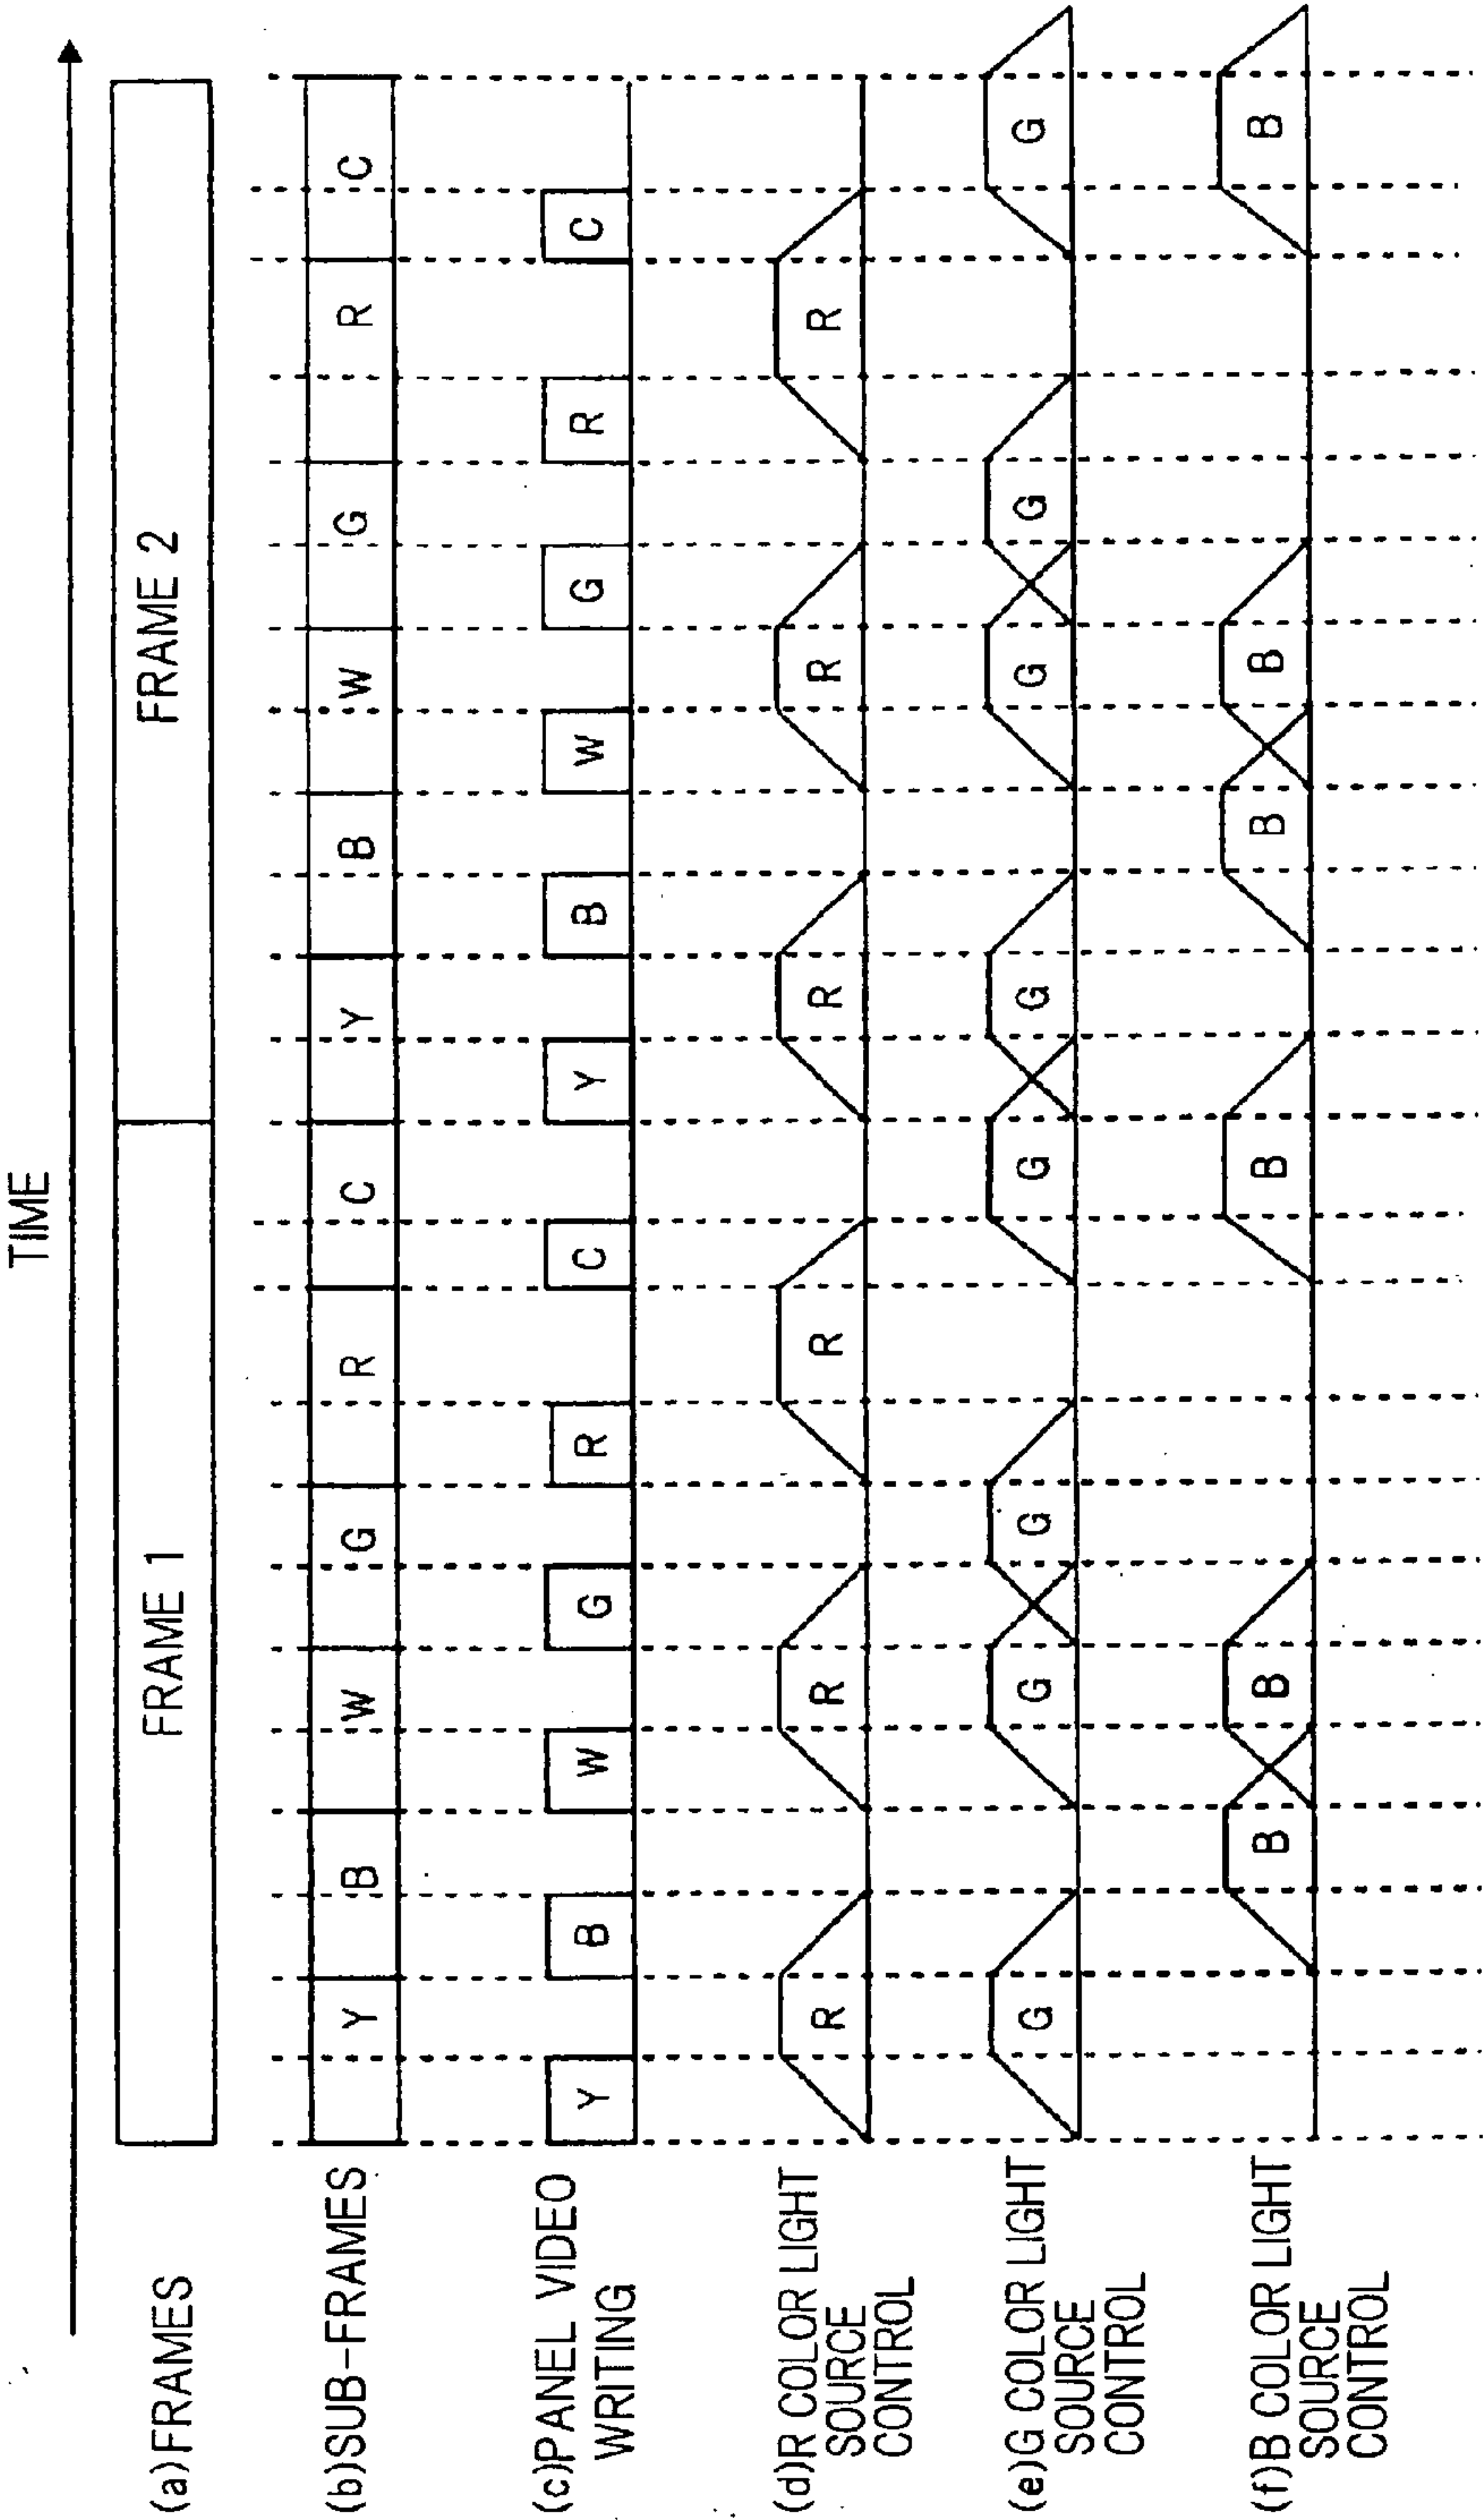 TIME
(a)FRAMES
FRAME 1
FRAME 2
(b)SUB-FRAMES
Y B W G R C Y B W G R C
(c)PANEL VIDEO
WRITING
Y B W G R C Y B W G R C
(d)R COLOR LIGHT
SOURCE
CONTROL
R R R R R R
(e)G COLOR LIGHT
SOURCE
CONTROL
G G G G G G G G
(f)B COLOR LIGHT
SOURCE
CONTROL
B B B B B B